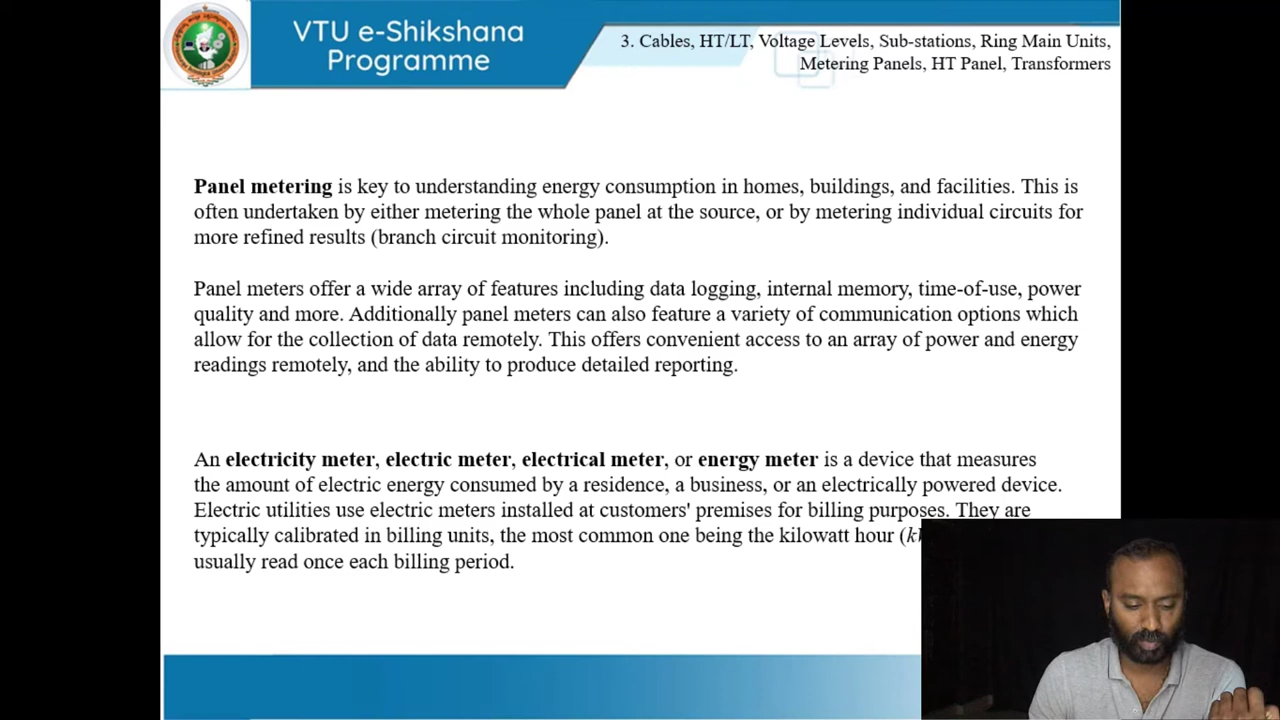 VTU e-Shikshana
Programme
3. Cables, HT/LT, Voltage Levels, Sub-stations, Ring Main Units,
Metering Panels, HT Panel, Transformers
Panel metering is key to understanding energy consumption in homes, buildings, and facilities. This is
often undertaken by either metering the whole panel at the source, or by metering individual circuits for
more refined results (branch circuit monitoring).
Panel meters offer a wide array of features including data logging, internal memory, time-of-use, power
quality and more. Additionally panel meters can also feature a variety of communication options which
allow for the collection of data remotely. This offers convenient access to an array of power and energy
readings remotely, and the ability to produce detailed reporting.
An electricity meter, electric meter, electrical meter, or energy meter is a device that measures
the amount of electric energy consumed by a residence, a business, or an electrically powered device.
Electric utilities use electric meters installed at customers' premises for billing purposes. They are
typically calibrated in billing units, the most common one being the kilowatt hour
usually read once each billing period.